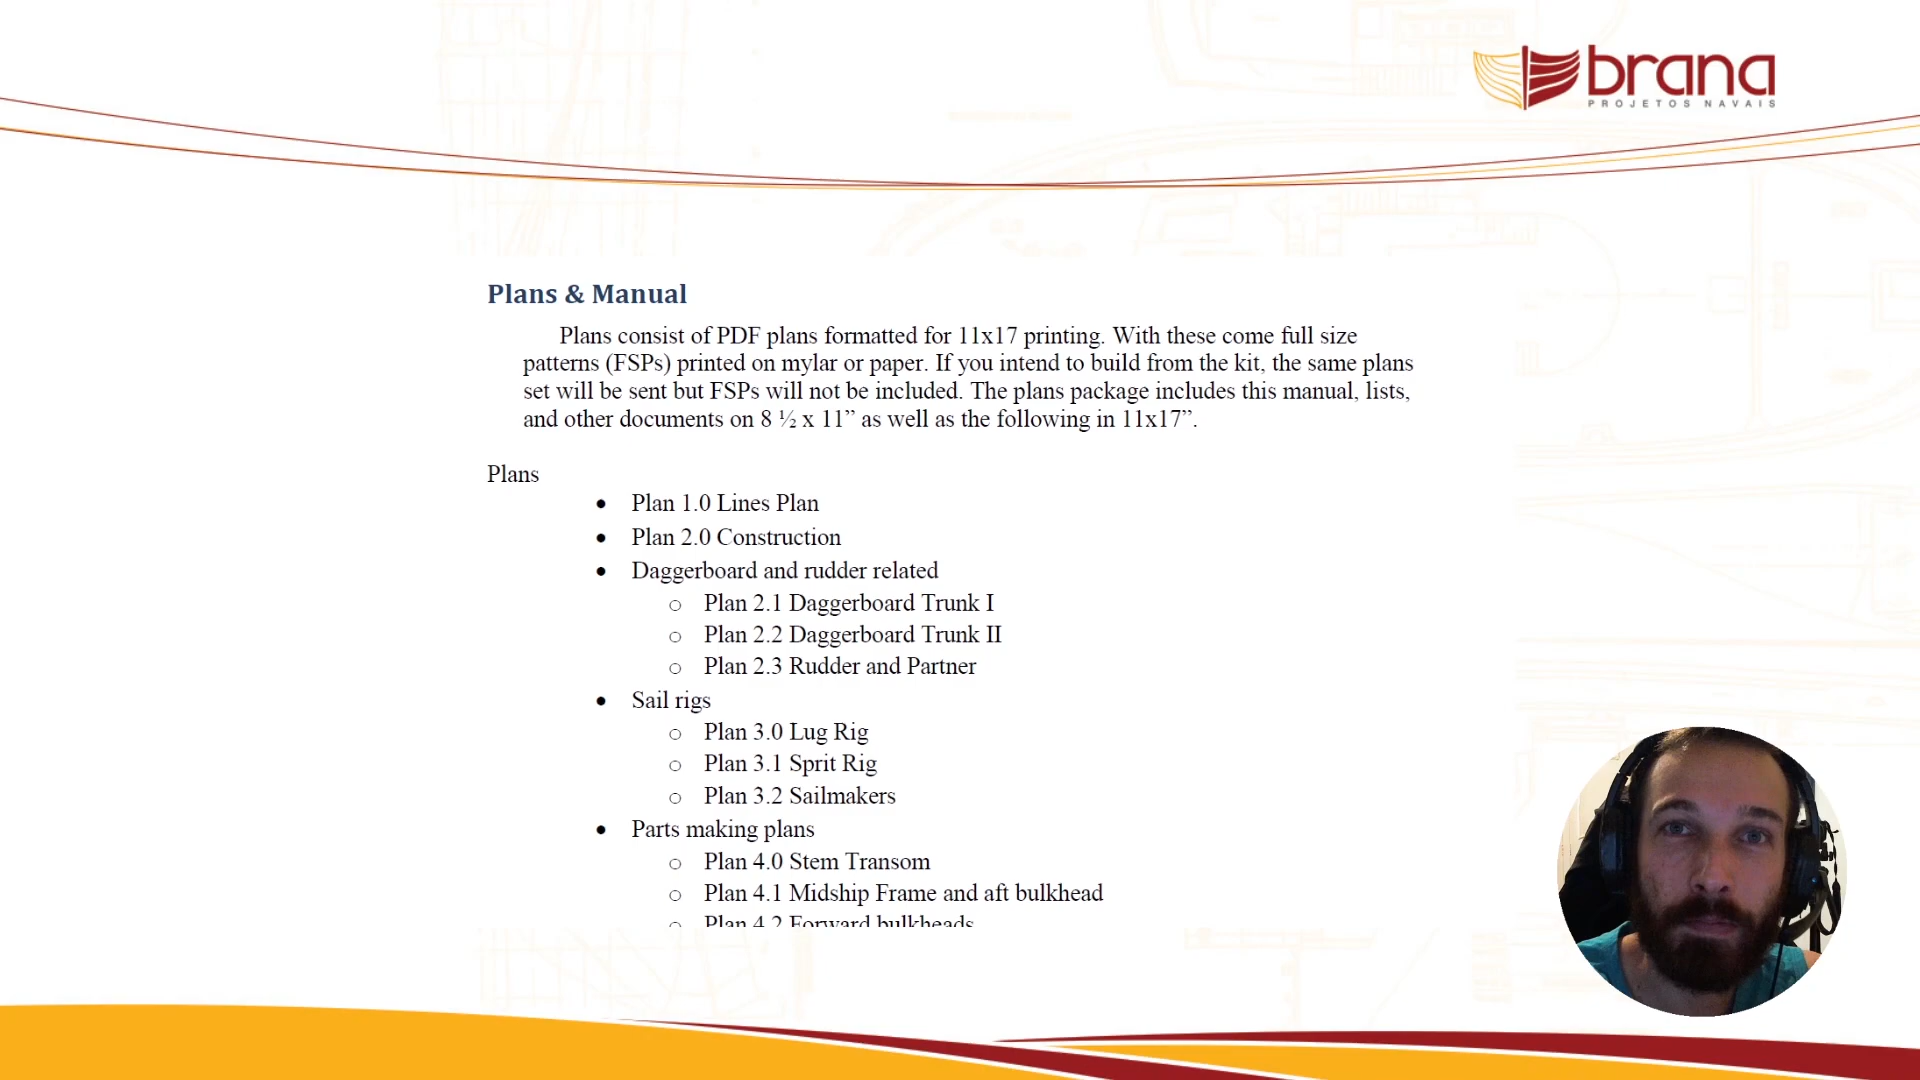 brana
PROJETOS NAVAIS
Plans & Manual
Plans consist of PDF plans formatted for 11x17 printing. With these come full size
patterns (FSPs) printed on mylar or paper. If you intend to build from the kit, the same plans
set will be sent but FSPs will not be included. The plans package includes this manual, lists,
and other documents on 8 ½ x 11” as well as the following in 11x17”.
Plans
• Plan 1.0 Lines Plan
• Plan 2.0 Construction
• Daggerboard and rudder related
○ Plan 2.1 Daggerboard Trunk I
○ Plan 2.2 Daggerboard Trunk II
○ Plan 2.3 Rudder and Partner
• Sail rigs
○ Plan 3.0 Lug Rig
○ Plan 3.1 Sprit Rig
○ Plan 3.2 Sailmakers
• Parts making plans
○ Plan 4.0 Stem Transom
○ Plan 4.1 Midship Frame and aft bulkhead
○ Plan 4.2 Forward bulkheads